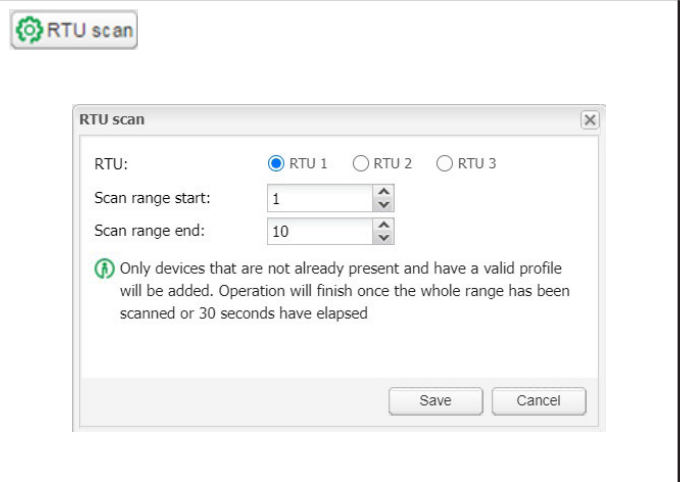 RTU scan
RTU scan
RTU: RTU 1 RTU 2 RTU 3
Scan range start: 1
Scan range end: 10
Only devices that are not already present and have a valid profile
will be added. Operation will finish once the whole range has been
scanned or 30 seconds have elapsed
Save Cancel